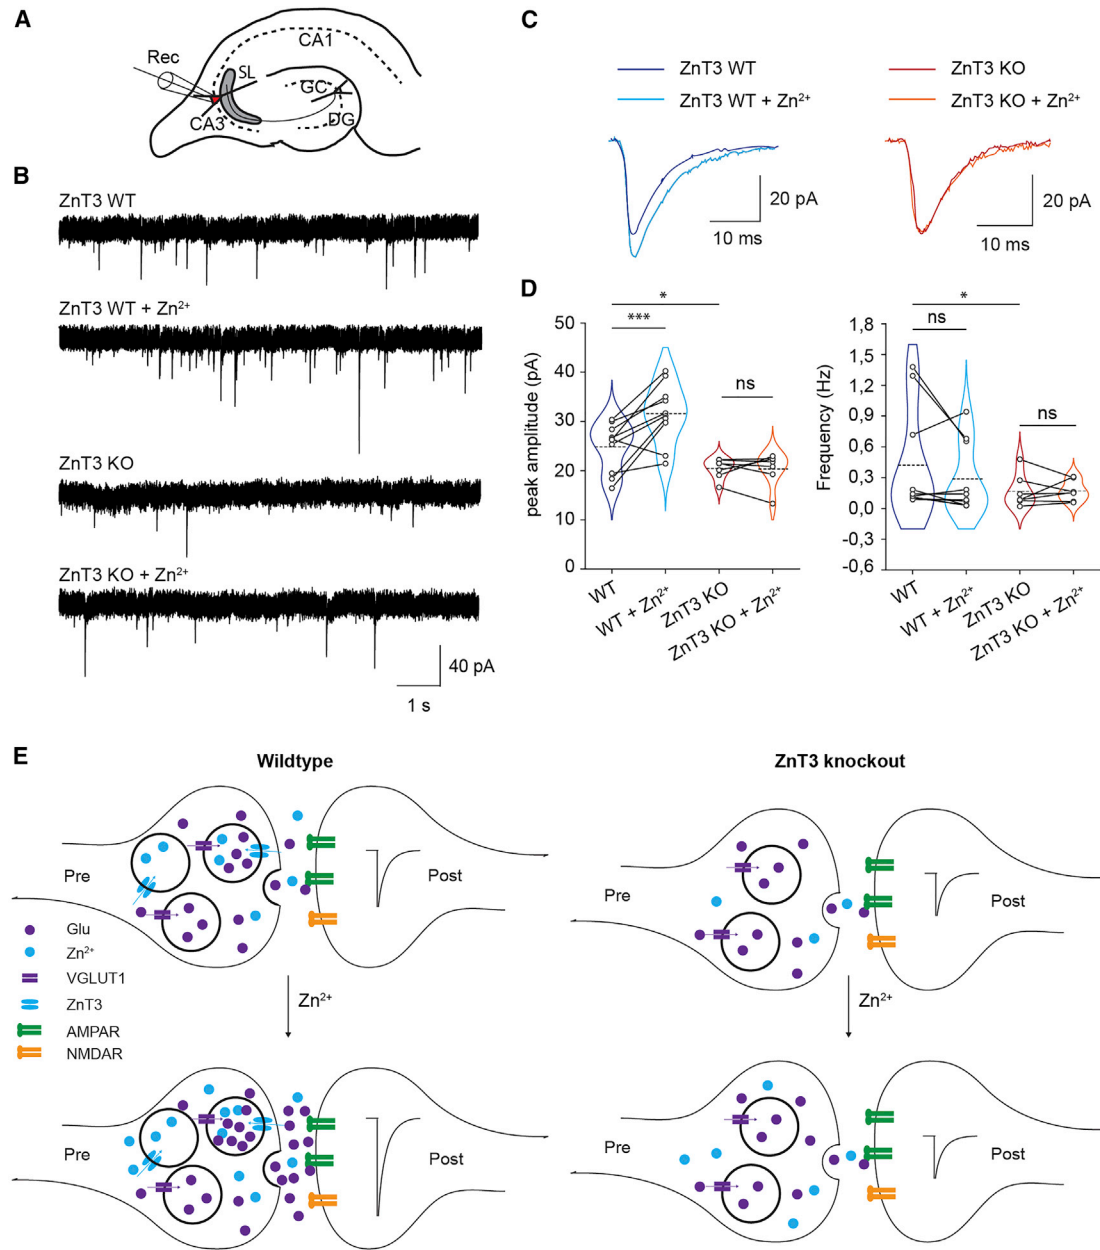 A
CA1
Rec
SL
GC
CA3
DG
B
ZnT3 WT
ZnT3 WT + Zn²⁺
ZnT3 KO
ZnT3 KO + Zn²⁺
40 pA
1 s
C
ZnT3 WT
ZnT3 WT + Zn²⁺
ZnT3 KO
ZnT3 KO + Zn²⁺
20 pA
10 ms
20 pA
10 ms
D
peak amplitude (pA)
50
40
30
20
10
0
*
***
ns
WT
WT + Zn²⁺
ZnT3 KO
ZnT3 KO + Zn²⁺
Frequency (Hz)
1,8
1,5
1,2
0,9
0,6
0,3
0,0
-0,3
-0,6
*
ns
ns
WT
WT + Zn²⁺
ZnT3 KO
ZnT3 KO + Zn²⁺
E
Wildtype
Pre
Post
Glu
Zn²⁺
VGLUT1
ZnT3
AMPAR
NMDAR
Zn²⁺
Pre
Post
ZnT3 knockout
Pre
Post
Zn²⁺
Pre
Post